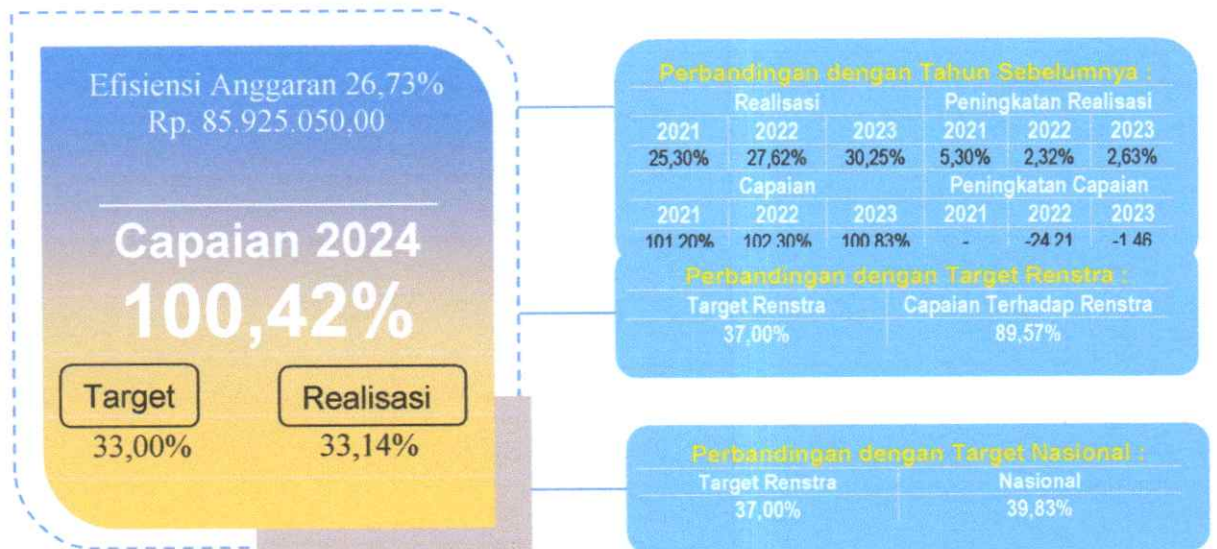 Efisiensi Anggaran 26,73%
Rp. 85.925.050,00
Capaian 2024
100,42%
Target Realisasi
33,00% 33,14%
Perbandingan dengan Tahun Sebelumnya :
Realisasi Peningkatan Realisasi
2021 2022 2023 2021 2022 2023
25,30% 27,62% 30,25% 5,30% 2,32% 2,63%
Capaian Peningkatan Capaian
2021 2022 2023 2021 2022 2023
101,20% 102,30% 100,83% - -24,21 -1,46
Perbandingan dengan Target Renstra :
Target Renstra Capaian Terhadap Renstra
37,00% 89,57%
Perbandingan dengan Target Nasional :
Target Renstra Nasional
37,00% 39,83%